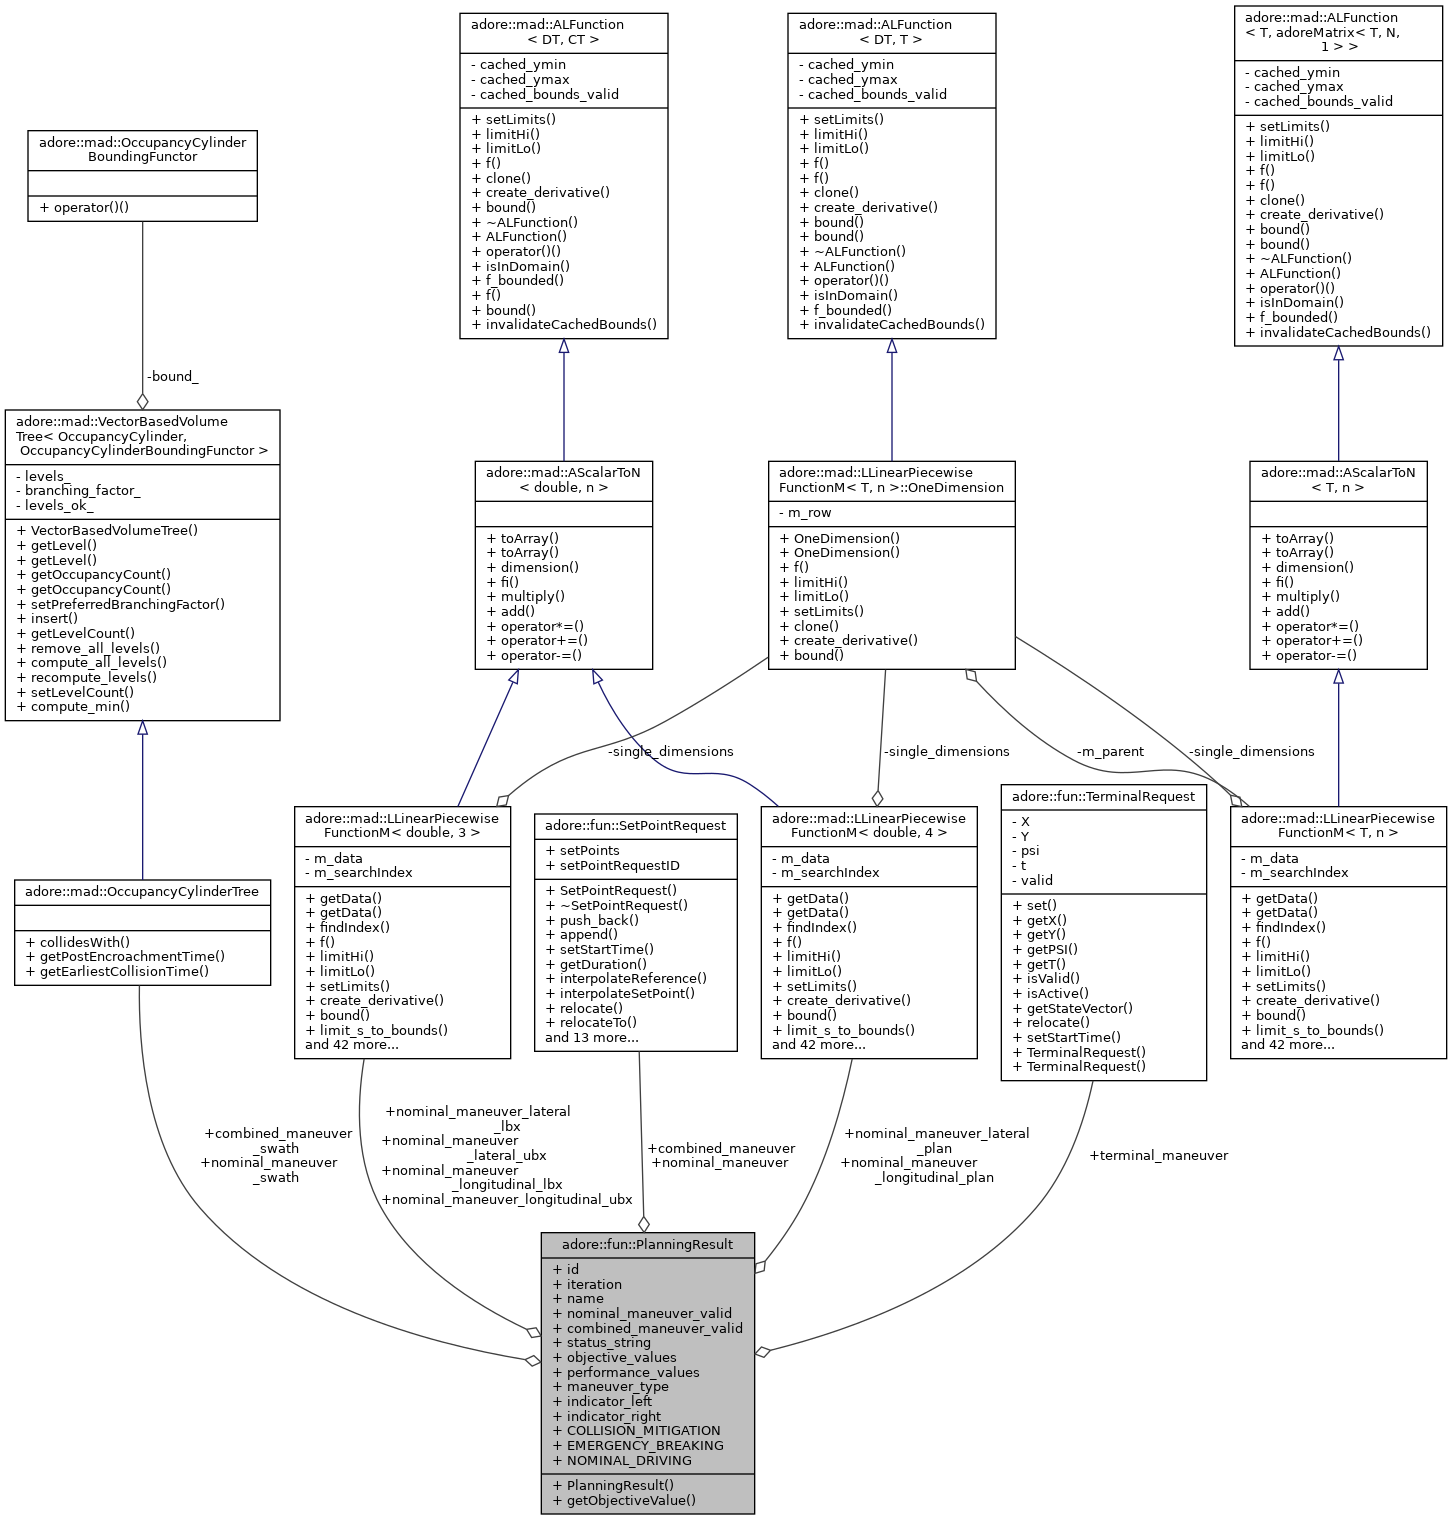 adore::mad::ALFunction
< DT, CT >
- cached_ymin
- cached_ymax
- cached_bounds_valid
+ setLimits()
+ limitHi()
+ limitLo()
+ f()
+ clone()
+ create_derivative()
+ bound()
+ ~ALFunction()
+ ALFunction()
+ operator()()
+ isInDomain()
+ f_bounded()
+ f()
+ bound()
+ invalidateCachedBounds()
adore::mad::ALFunction
< DT, T >
- cached_ymin
- cached_ymax
- cached_bounds_valid
+ setLimits()
+ limitHi()
+ limitLo()
+ f()
+ f()
+ clone()
+ create_derivative()
+ bound()
+ bound()
+ ~ALFunction()
+ ALFunction()
+ operator()()
+ isInDomain()
+ f_bounded()
+ invalidateCachedBounds()
adore::mad::ALFunction
< T, adoreMatrix< T, N,
1 > >
- cached_ymin
- cached_ymax
- cached_bounds_valid
+ setLimits()
+ limitHi()
+ limitLo()
+ f()
+ f()
+ clone()
+ create_derivative()
+ bound()
+ bound()
+ ~ALFunction()
+ ALFunction()
+ operator()()
+ isInDomain()
+ f_bounded()
+ invalidateCachedBounds()
adore::mad::OccupancyCylinder
BoundingFunctor
+ operator()()
-bound_
adore::mad::VectorBasedVolume
Tree< OccupancyCylinder,
OccupancyCylinderBoundingFunctor >
- levels_
- branching_factor_
- levels_ok_
+ VectorBasedVolumeTree()
+ getLevel()
+ getLevel()
+ getOccupancyCount()
+ getOccupancyCount()
+ setPreferredBranchingFactor()
+ insert()
+ getLevelCount()
+ remove_all_levels()
+ compute_all_levels()
+ recompute_levels()
+ setLevelCount()
+ compute_min()
adore::mad::AScalarToN
< double, n >
+ toArray()
+ toArray()
+ dimension()
+ fi()
+ multiply()
+ add()
+ operator*=()
+ operator+=()
+ operator-=()
adore::mad::LLinearPiecewise
FunctionM< T, n >::OneDimension
- m_row
+ OneDimension()
+ OneDimension()
+ f()
+ limitHi()
+ limitLo()
+ setLimits()
+ clone()
+ create_derivative()
+ bound()
adore::mad::AScalarToN
< T, n >
+ toArray()
+ toArray()
+ dimension()
+ fi()
+ multiply()
+ add()
+ operator*=()
+ operator+=()
+ operator-=()
-single_dimensions
-single_dimensions
-m_parent
-single_dimensions
adore::mad::OccupancyCylinderTree
+ collidesWith()
+ getPostEncroachmentTime()
+ getEarliestCollisionTime()
adore::mad::LLinearPiecewise
FunctionM< double, 3 >
- m_data
- m_searchIndex
+ getData()
+ getData()
+ findIndex()
+ f()
+ limitHi()
+ limitLo()
+ setLimits()
+ create_derivative()
+ bound()
+ limit_s_to_bounds()
and 42 more...
adore::fun::SetPointRequest
+ setPoints
+ setPointRequestID
+ SetPointRequest()
+ ~SetPointRequest()
+ push_back()
+ append()
+ setStartTime()
+ getDuration()
+ interpolateReference()
+ interpolateSetPoint()
+ relocate()
+ relocateTo()
and 13 more...
adore::mad::LLinearPiecewise
FunctionM< double, 4 >
- m_data
- m_searchIndex
+ getData()
+ getData()
+ findIndex()
+ f()
+ limitHi()
+ limitLo()
+ setLimits()
+ create_derivative()
+ bound()
+ limit_s_to_bounds()
and 42 more...
adore::fun::TerminalRequest
- X
- Y
- psi
- t
- valid
+ set()
+ getX()
+ getY()
+ getPSI()
+ getT()
+ isValid()
+ isActive()
+ getStateVector()
+ relocate()
+ setStartTime()
+ TerminalRequest()
+ TerminalRequest()
adore::mad::LLinearPiecewise
FunctionM< T, n >
- m_data
- m_searchIndex
+ getData()
+ getData()
+ findIndex()
+ f()
+ limitHi()
+ limitLo()
+ setLimits()
+ create_derivative()
+ bound()
+ limit_s_to_bounds()
and 42 more...
+combined_maneuver
_swath
+nominal_maneuver
_swath
+nominal_maneuver_lateral
_lbx
+nominal_maneuver
_lateral_ubx
+nominal_maneuver
_longitudinal_lbx
+nominal_maneuver_longitudinal_ubx
+combined_maneuver
+nominal_maneuver
+nominal_maneuver_lateral
_plan
+nominal_maneuver
_longitudinal_plan
+terminal_maneuver
adore::fun::PlanningResult
+ id
+ iteration
+ name
+ nominal_maneuver_valid
+ combined_maneuver_valid
+ status_string
+ objective_values
+ performance_values
+ maneuver_type
+ indicator_left
+ indicator_right
+ COLLISION_MITIGATION
+ EMERGENCY_BREAKING
+ NOMINAL_DRIVING
+ PlanningResult()
+ getObjectiveValue()